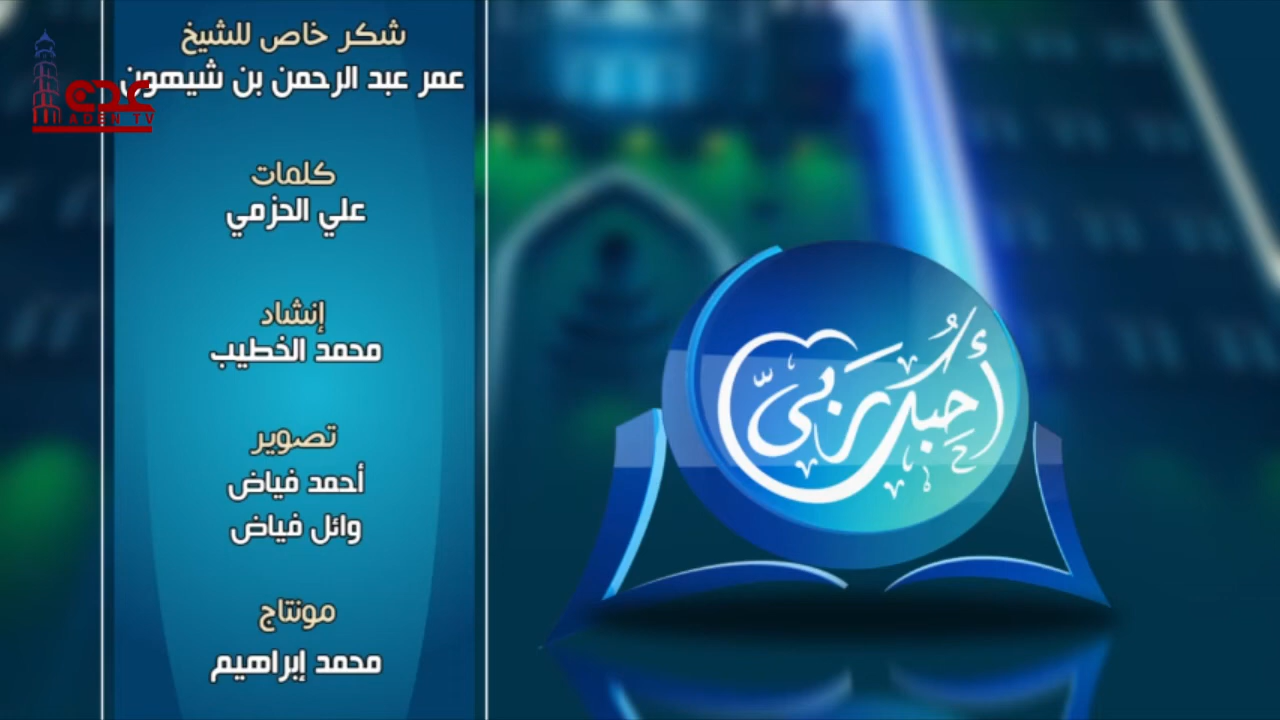 شكر خاص للشيخ
عمر عبد الرحمن بن شيهون
كلمات
علي الحزمي
إنشاد
محمد الخطيب
تصوير
أحمد فياض
وائل فياض
مونتاج
محمد إبراهيم
أحبك ربي
عدن
ADEN TV